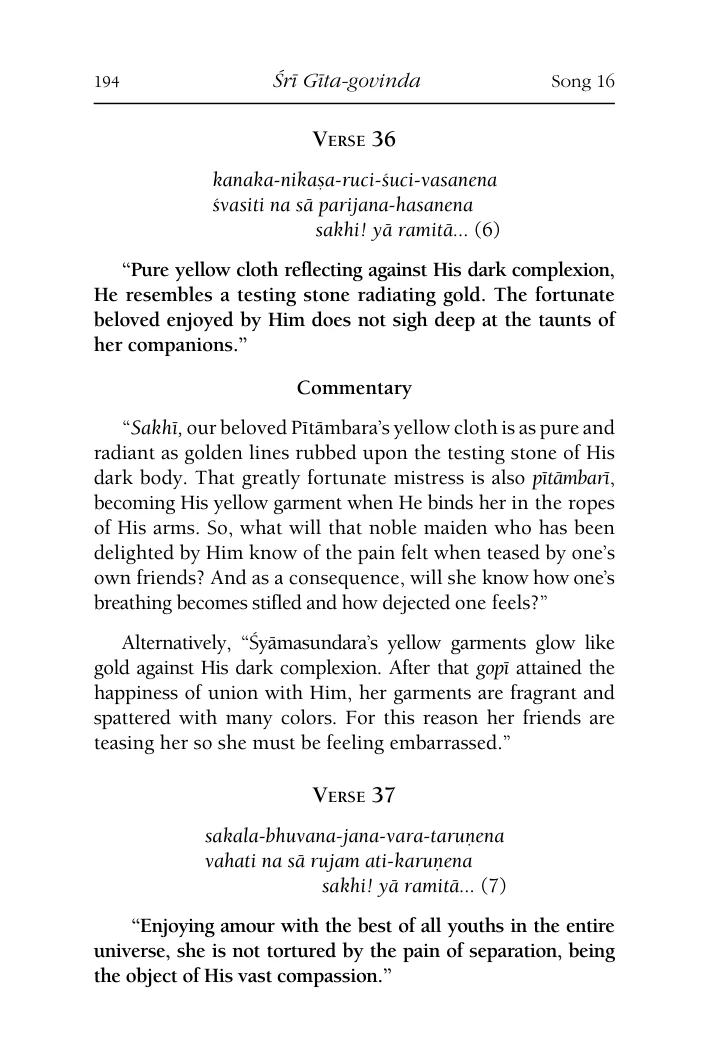 194 Śrī Gīta-govinda Song 16
VERSE 36
kanaka-nikaṣa-ruci-śuci-vasanena
śvasiti na sā parijana-hasanena
sakhi! yā ramitā... (6)
“Pure yellow cloth reflecting against His dark complexion,
He resembles a testing stone radiating gold. The fortunate
beloved enjoyed by Him does not sigh deep at the taunts of
her companions.”
Commentary
“Sakhī, our beloved Pītāmbara’s yellow cloth is as pure and
radiant as golden lines rubbed upon the testing stone of His
dark body. That greatly fortunate mistress is also pītāmbarī,
becoming His yellow garment when He binds her in the ropes
of His arms. So, what will that noble maiden who has been
delighted by Him know of the pain felt when teased by one’s
own friends? And as a consequence, will she know how one’s
breathing becomes stifled and how dejected one feels?”
Alternatively, “Śyāmasundara’s yellow garments glow like
gold against His dark complexion. After that gopī attained the
happiness of union with Him, her garments are fragrant and
spattered with many colors. For this reason her friends are
teasing her so she must be feeling embarrassed.”
VERSE 37
sakala-bhuvana-jana-vara-taruṇena
vahati na sā rujam ati-karuṇena
sakhi! yā ramitā... (7)
“Enjoying amour with the best of all youths in the entire
universe, she is not tortured by the pain of separation, being
the object of His vast compassion.”